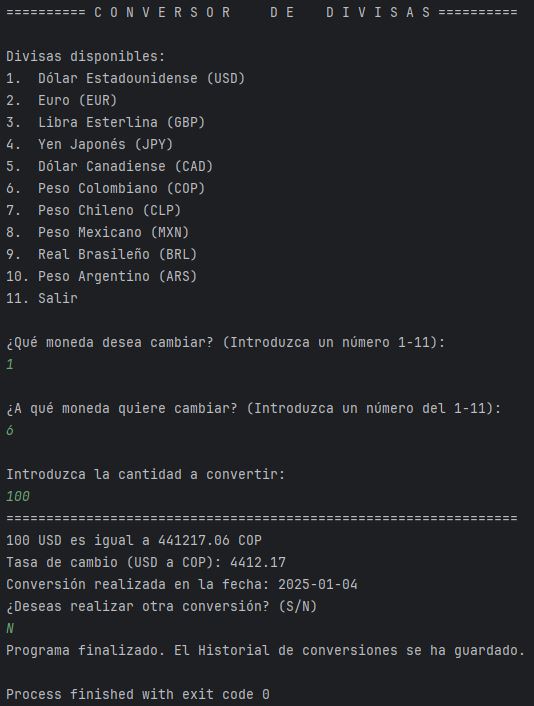 ========== C O N V E R S O R     D E    D I V I S A S ==========
Divisas disponibles:
1.  Dólar Estadounidense (USD)
2.  Euro (EUR)
3.  Libra Esterlina (GBP)
4.  Yen Japonés (JPY)
5.  Dólar Canadiense (CAD)
6.  Peso Colombiano (COP)
7.  Peso Chileno (CLP)
8.  Peso Mexicano (MXN)
9.  Real Brasileño (BRL)
10. Peso Argentino (ARS)
11. Salir
¿Qué moneda desea cambiar? (Introduzca un número 1-11):
1
¿A qué moneda quiere cambiar? (Introduzca un número del 1-11):
6
Introduzca la cantidad a convertir:
100
================================================================
100 USD es igual a 441217.06 COP
Tasa de cambio (USD a COP): 4412.17
Conversión realizada en la fecha: 2025-01-04
¿Deseas realizar otra conversión? (S/N)
N
Programa finalizado. El Historial de conversiones se ha guardado.
Process finished with exit code 0